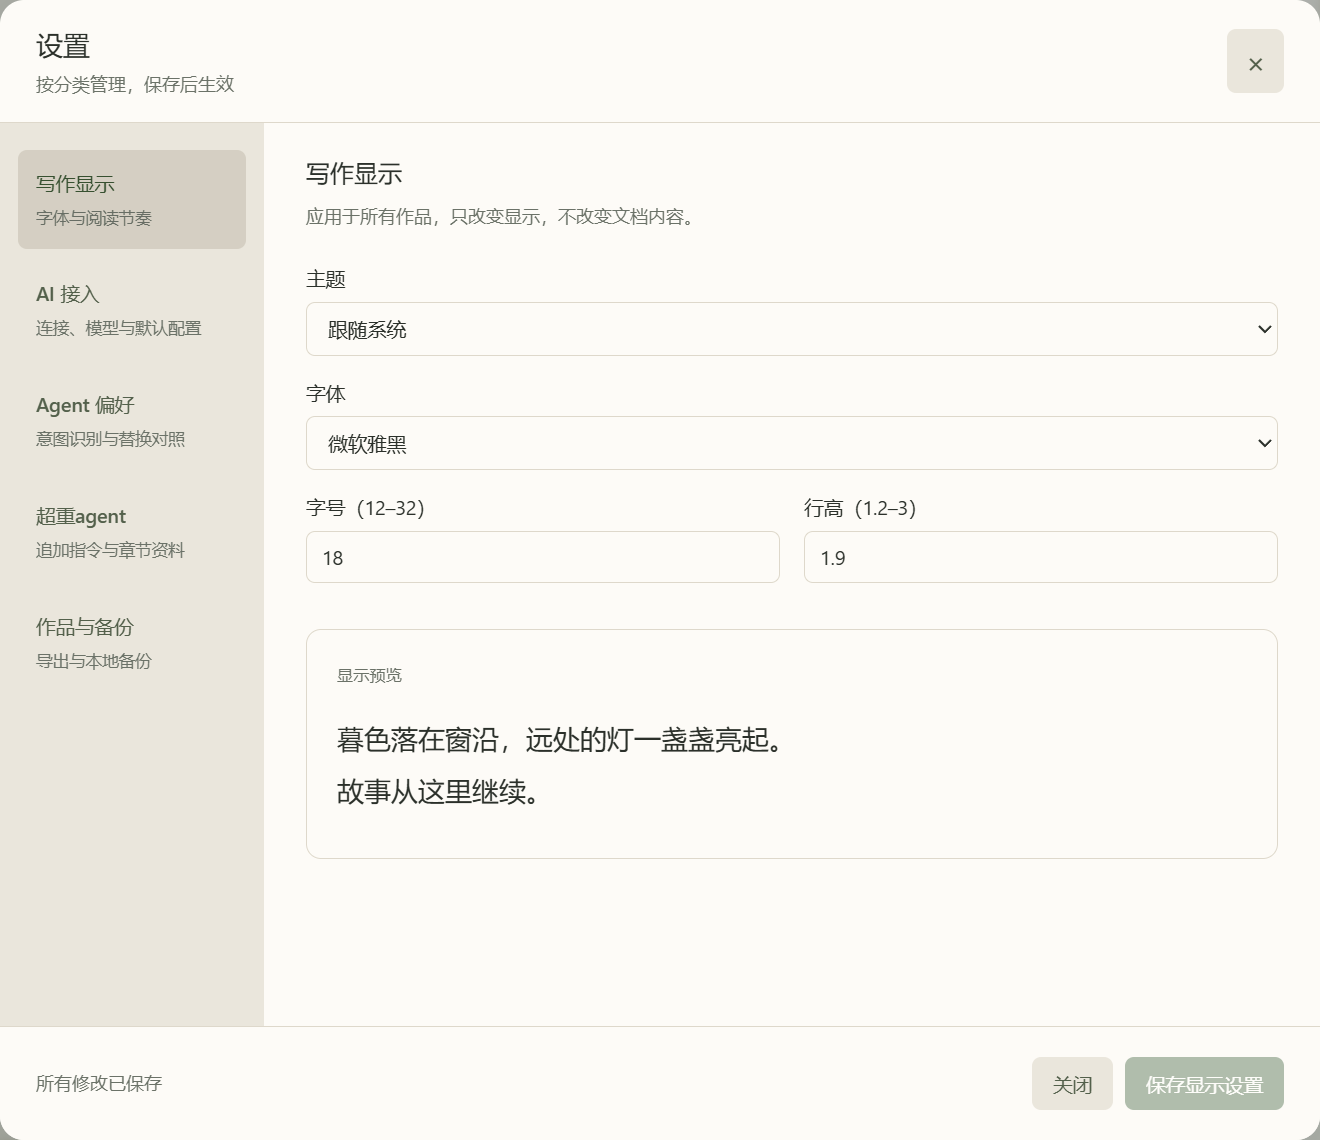 设置
按分类管理，保存后生效
×
写作显示
字体与阅读节奏
AI 接入
连接、模型与默认配置
Agent 偏好
意图识别与替换对照
超重agent
追加指令与章节资料
作品与备份
导出与本地备份
写作显示
应用于所有作品，只改变显示，不改变文档内容。
主题
跟随系统
字体
微软雅黑
字号（12–32）
行高（1.2–3）
18
1.9
显示预览
暮色落在窗沿，远处的灯一盏盏亮起。
故事从这里继续。
所有修改已保存
关闭
保存显示设置